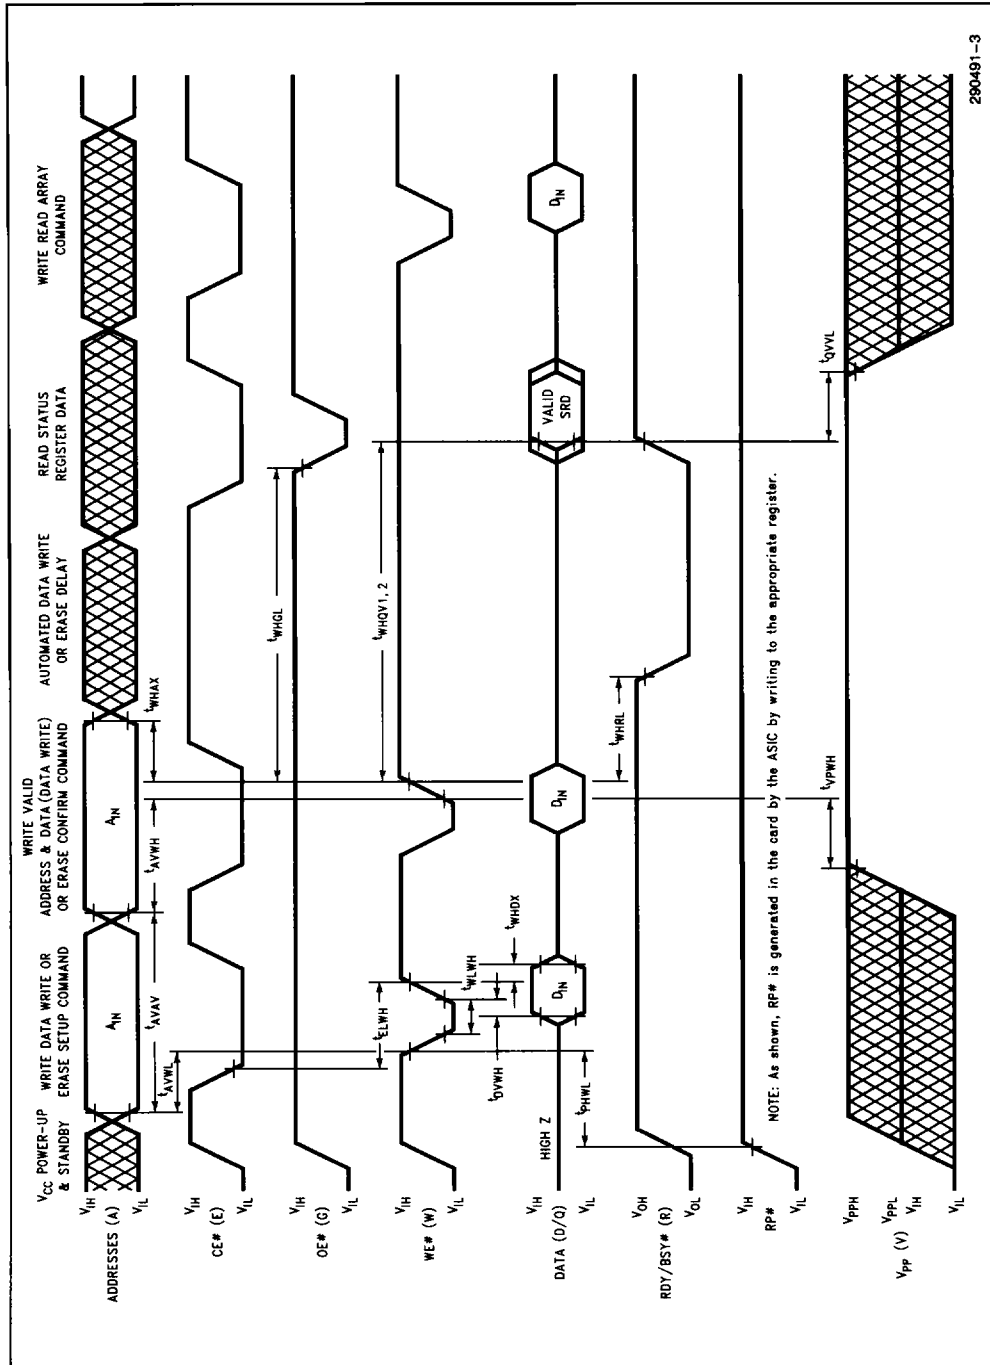 VCC POWER-UP
& STANDBY
WRITE DATA WRITE OR
ERASE SETUP COMMAND
WRITE VALID
ADDRESS & DATA (DATA WRITE)
OR ERASE CONFIRM COMMAND
AUTOMATED DATA WRITE
OR ERASE DELAY
READ STATUS
REGISTER DATA
WRITE READ ARRAY
COMMAND
VIH
ADDRESSES (A)
VIL
AIN
AIN
tAVAV
tAVWH
tWHAX
tAVWL
VIH
CE# (E)
VIL
VIH
OE# (G)
VIL
tWHGL
tELWH
tWHQV1,2
VIH
WE# (W)
VIL
tWLWH
tWHDX
tDVWH
VIH
DATA (D/Q)
VIL
HIGH Z
DIN
DIN
VALID
SRD
DIN
tPHWL
tWHRL
VOH
RDY/BSY# (R)
VOL
VIH
RP#
VIL
NOTE: As shown, RP# is generated in the card by the ASIC by writing to the appropriate register.
tVPWH
tQVVL
VPPH
VPPL
VPP (V)
VIH
VIL
290491-3